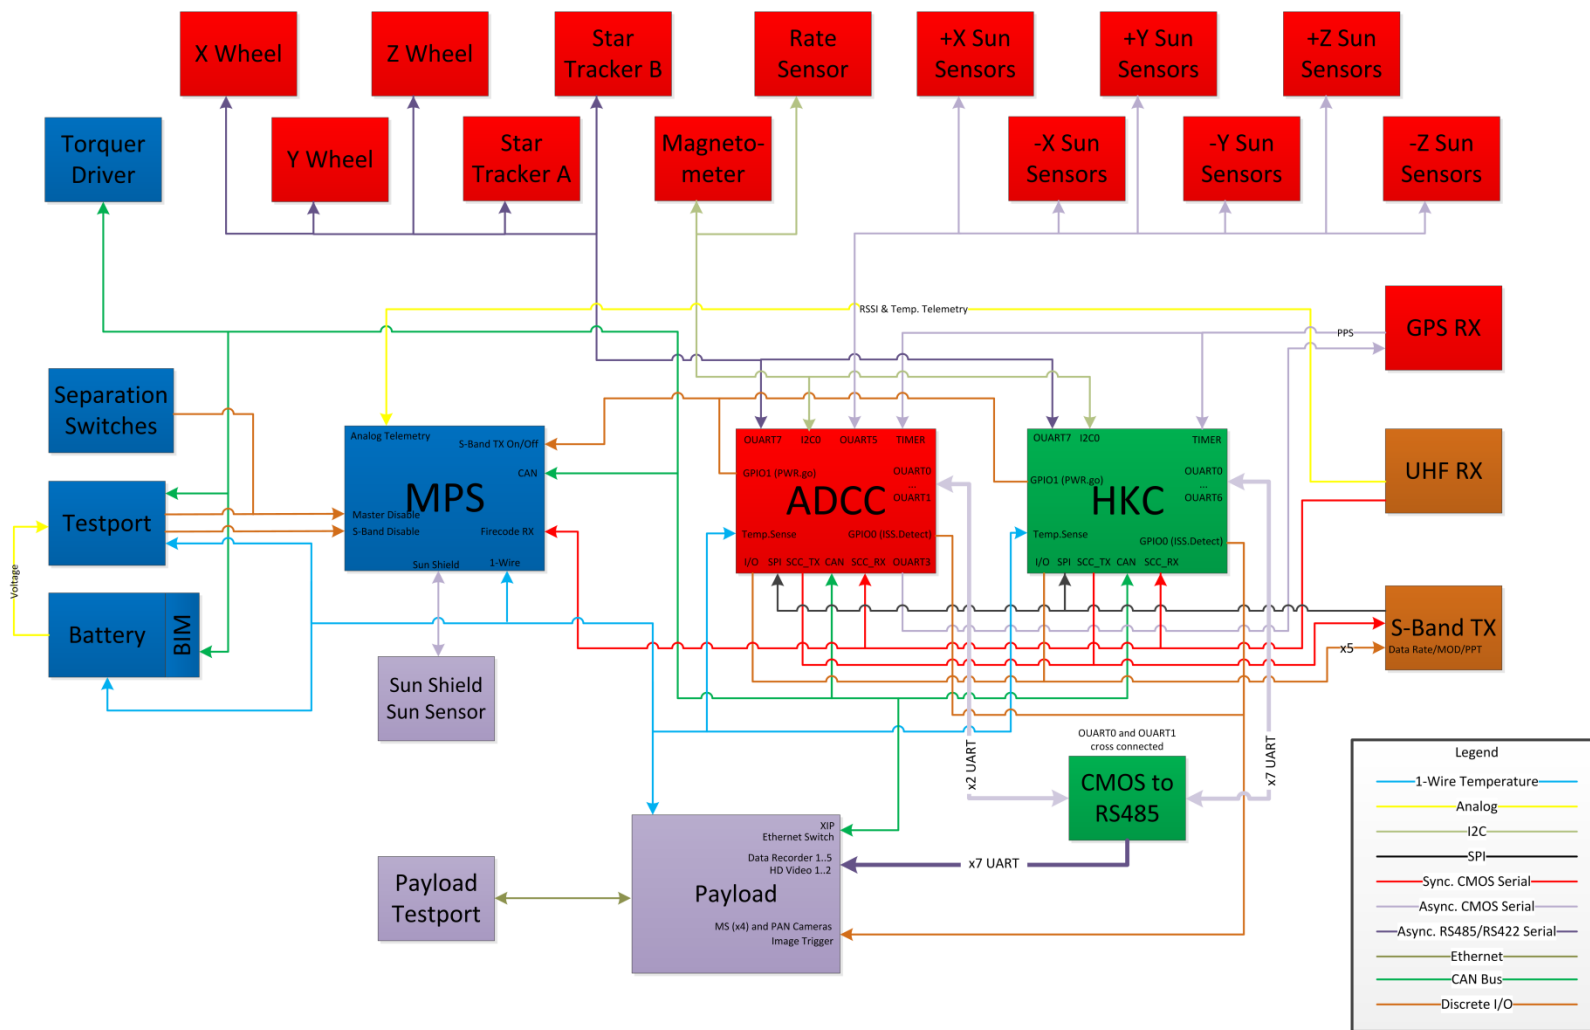 X Wheel
Z Wheel
Star
Tracker B
Rate
Sensor
+X Sun
Sensors
+Y Sun
Sensors
+Z Sun
Sensors
Torquer
Driver
Y Wheel
Star
Tracker A
Magneto-
meter
-X Sun
Sensors
-Y Sun
Sensors
-Z Sun
Sensors
RSSI & Temp. Telemetry
PPS
GPS RX
Separation
Switches
Analog Telemetry
S-Band TX On/Off
CAN
MPS
Master Disable
S-Band Disable
Firecode RX
Sun Shield
1-Wire
OUART7
I2C0
OUART5
TIMER
GPIO1 (PWR.go)
OUART0
...
OUART1
ADCC
Temp.Sense
GPIO0 (ISS.Detect)
I/O
SPI
SCC_TX
CAN
SCC_RX
OUART3
OUART7
I2C0
TIMER
GPIO1 (PWR.go)
OUART0
...
OUART6
HKC
Temp.Sense
GPIO0 (ISS.Detect)
I/O
SPI
SCC_TX
CAN
SCC_RX
UHF RX
Testport
Voltage
Battery
BIM
S-Band TX
Data Rate/MOD/PPT
x5
Sun Shield
Sun Sensor
x2 UART
OUART0 and OUART1
cross connected
x7 UART
CMOS to
RS485
XIP
Ethernet Switch
Data Recorder 1..5
HD Video 1..2
x7 UART
Payload
MS (x4) and PAN Cameras
Image Trigger
Payload
Testport
Legend
1-Wire Temperature
Analog
I2C
SPI
Sync. CMOS Serial
Async. CMOS Serial
Async. RS485/RS422 Serial
Ethernet
CAN Bus
Discrete I/O